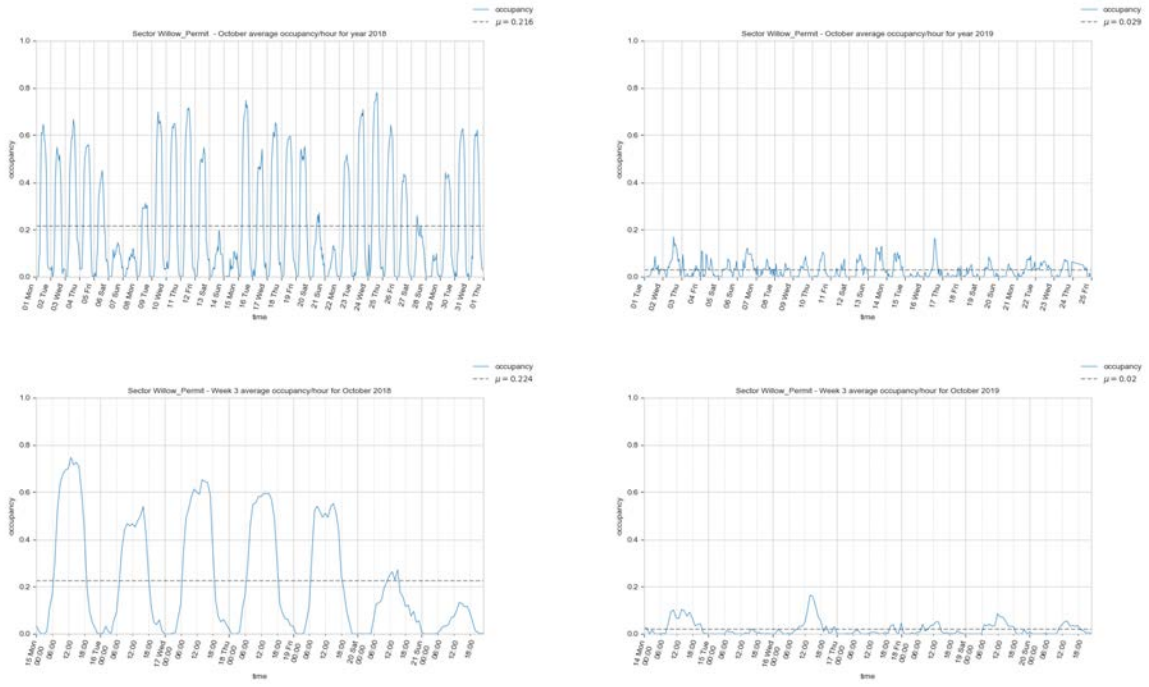 occupancy
μ = 0.216
Sector Willow_Permit - October average occupancy/hour for year 2018
1.0
0.8
0.6
0.4
0.2
0.0
occupancy
01 Mon
02 Tue
03 Wed
04 Thu
05 Fri
06 Sat
07 Sun
08 Mon
09 Tue
10 Wed
11 Thu
12 Fri
13 Sat
14 Sun
15 Mon
16 Tue
17 Wed
18 Thu
19 Fri
20 Sat
21 Sun
22 Mon
23 Tue
24 Wed
25 Thu
26 Fri
27 Sat
28 Sun
29 Mon
30 Tue
31 Wed
01 Thu
time
occupancy
μ = 0.029
Sector Willow_Permit - October average occupancy/hour for year 2019
1.0
0.8
0.6
0.4
0.2
0.0
occupancy
01 Tue
02 Wed
03 Thu
04 Fri
05 Sat
06 Sun
07 Mon
08 Tue
09 Wed
10 Thu
11 Fri
12 Sat
13 Sun
14 Mon
15 Tue
16 Wed
17 Thu
18 Fri
19 Sat
20 Sun
21 Mon
22 Tue
23 Wed
24 Thu
25 Fri
time
occupancy
μ = 0.224
Sector Willow_Permit - Week 3 average occupancy/hour for October 2018
1.0
0.8
0.6
0.4
0.2
0.0
occupancy
15 Mon
00:00
06:00
12:00
18:00
16 Tue
00:00
06:00
12:00
18:00
17 Wed
00:00
06:00
12:00
18:00
18 Thu
00:00
06:00
12:00
18:00
19 Fri
00:00
06:00
12:00
18:00
20 Sat
00:00
06:00
12:00
18:00
21 Sun
00:00
06:00
12:00
18:00
time
occupancy
μ = 0.02
Sector Willow_Permit - Week 3 average occupancy/hour for October 2019
1.0
0.8
0.6
0.4
0.2
0.0
occupancy
14 Mon
00:00
06:00
12:00
18:00
15 Tue
00:00
06:00
12:00
18:00
16 Wed
00:00
06:00
12:00
18:00
17 Thu
00:00
06:00
12:00
18:00
18 Fri
00:00
06:00
12:00
18:00
19 Sat
00:00
06:00
12:00
18:00
20 Sun
00:00
06:00
12:00
18:00
time